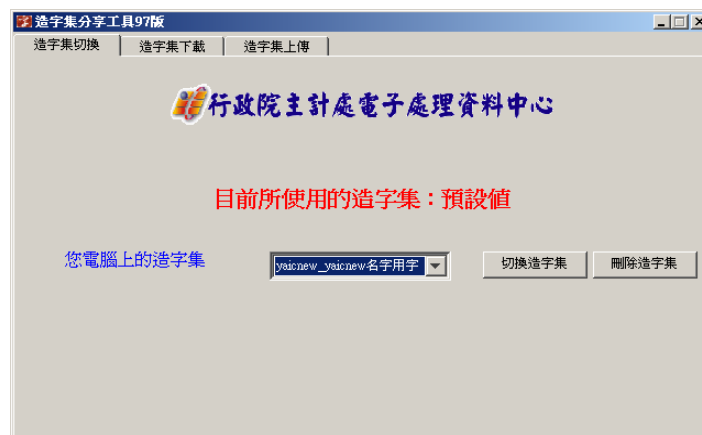 造字集分享工具97版
造字集切換 造字集下載 造字集上傳
行政院主計處電子處理資料中心
目前所使用的造字集：預設值
您電腦上的造字集 yaicnew_yaicnew名字用字 切換造字集 刪除造字集